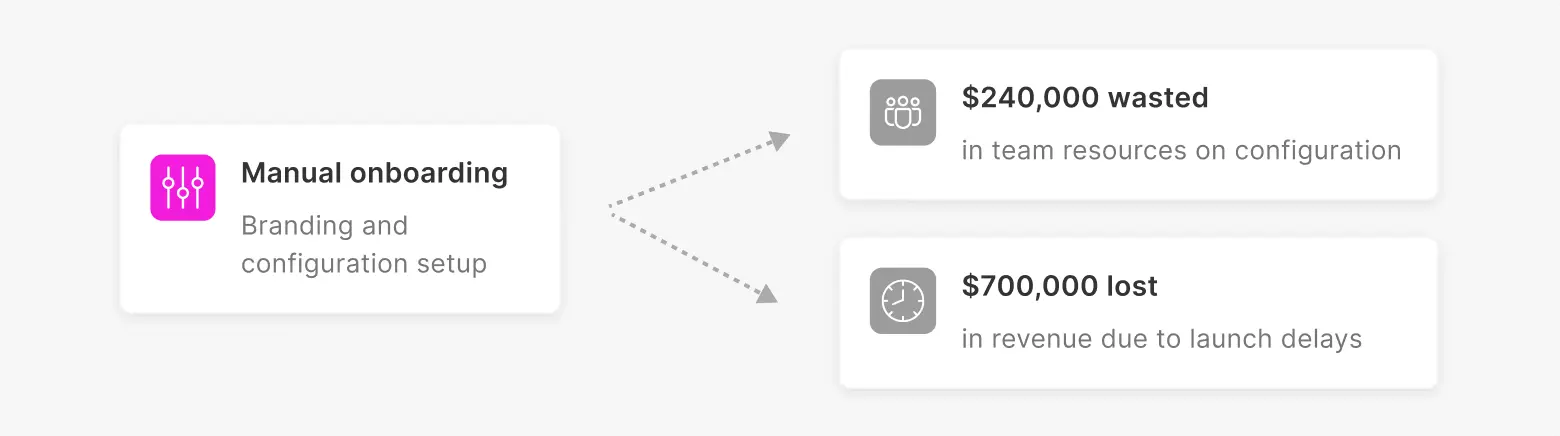 Manual onboarding
Branding and
configuration setup
$240,000 wasted
in team resources on configuration
$700,000 lost
in revenue due to launch delays